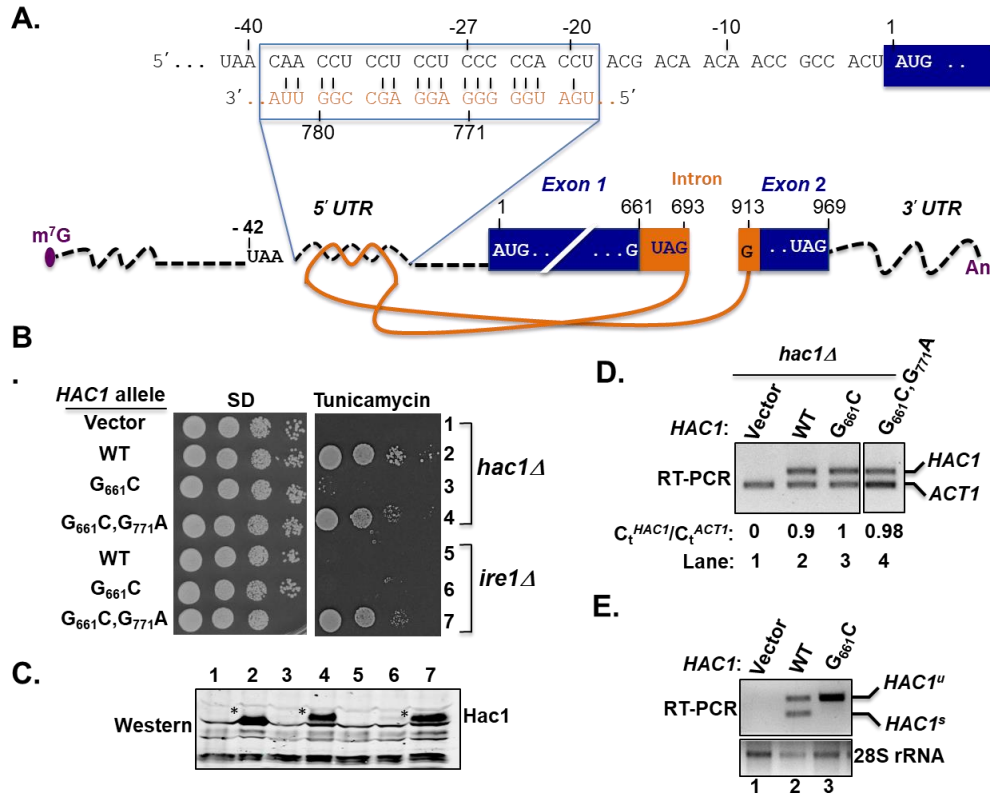 A.
-40 -27 -20 -10 1
5′ ... UAA CAA CCU CCU CCU CCC CCA CCU ACG ACA ACA ACC GCC ACU AUG ..
3′..AUU GGC CGA GGA GGG GGU AGU..5′
780 771
Exon 1 Intron Exon 2
5′ UTR 1 661 693 913 969 3′ UTR
m⁷G - 42
UAA AUG.. ...G UAG G ..UAG An
B
.
HAC1 allele SD Tunicamycin
Vector 1
WT 2
G₆₆₁C 3
G₆₆₁C,G₇₇₁A 4
hac1Δ
WT 5
G₆₆₁C 6
G₆₆₁C,G₇₇₁A 7
ire1Δ
C.
1 2 3 4 5 6 7
* * *
Western Hac1
D.
hac1Δ
HAC1: Vector WT G₆₆₁C G₆₆₁C,G₇₇₁A
RT-PCR HAC1
ACT1
Cₜᴴᴬᶜ¹/Cₜᴬᶜᵀ¹: 0 0.9 1 0.98
Lane: 1 2 3 4
E.
HAC1: Vector WT G₆₆₁C
RT-PCR HAC1ᵘ
HAC1ˢ
28S rRNA
1 2 3